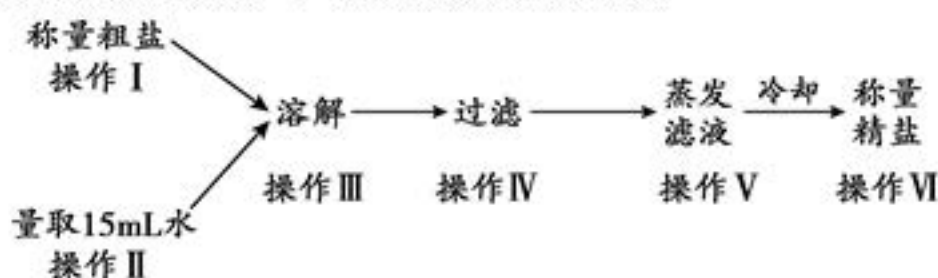 称量粗盐
操作Ⅰ
溶解
过滤
蒸发
滤液
冷却
称量
精盐
操作Ⅲ
操作Ⅳ
操作Ⅴ
操作Ⅵ
量取15mL水
操作Ⅱ